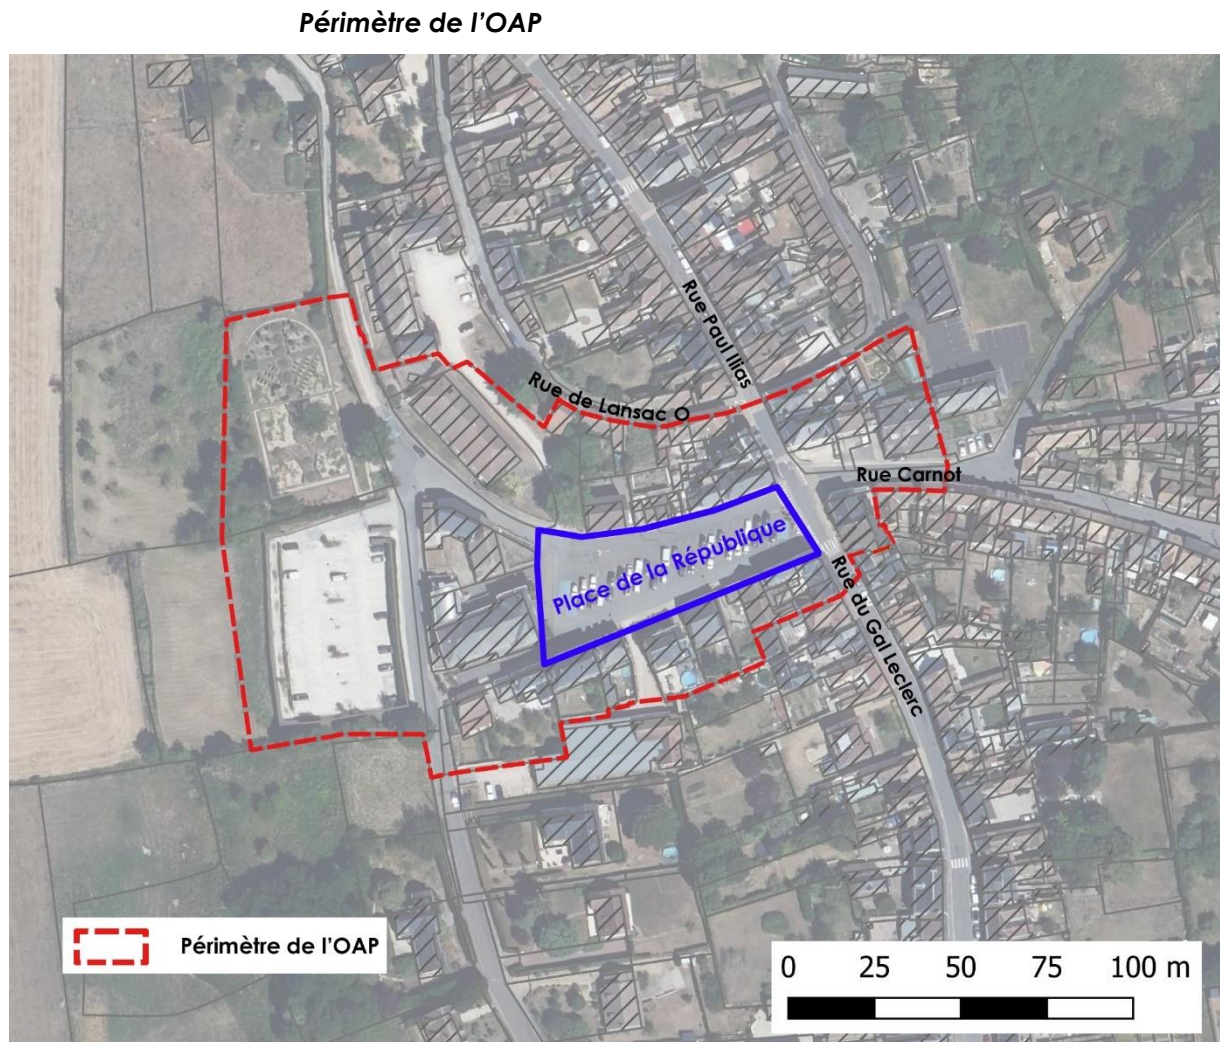 Périmètre de l’OAP
Rue Paul Ilias
Rue de Lansac O
Rue Carnot
Place de la République
Rue du Gal Leclerc
Périmètre de l’OAP
0 25 50 75 100 m